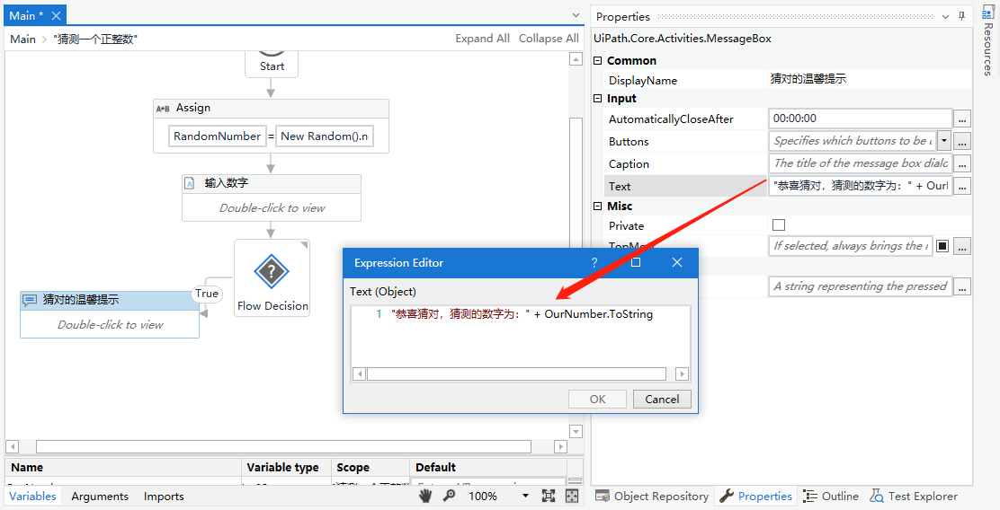 Main *
Main > "猜测一个正整数"
Expand All Collapse All
Start
A+B Assign
RandomNumber = New Random().n
输入数字
Double-click to view
True
Flow Decision
猜对的温馨提示
Double-click to view
Name Variable type Scope Default
Variables Arguments Imports
100%
Properties
UiPath.Core.Activities.MessageBox
Common
DisplayName 猜对的温馨提示
Input
AutomaticallyCloseAfter 00:00:00 ...
Buttons Specifies which buttons to be ...
Caption The title of the message box dialo ...
Text "恭喜猜对，猜测的数字为：" + Our ...
Misc
Private
If selected, always brings the ...
A string representing the pressed ...
Expression Editor ?
Text (Object)
1 "恭喜猜对，猜测的数字为：" + OurNumber.ToString
OK Cancel
Object Repository Properties Outline Test Explorer
Resources